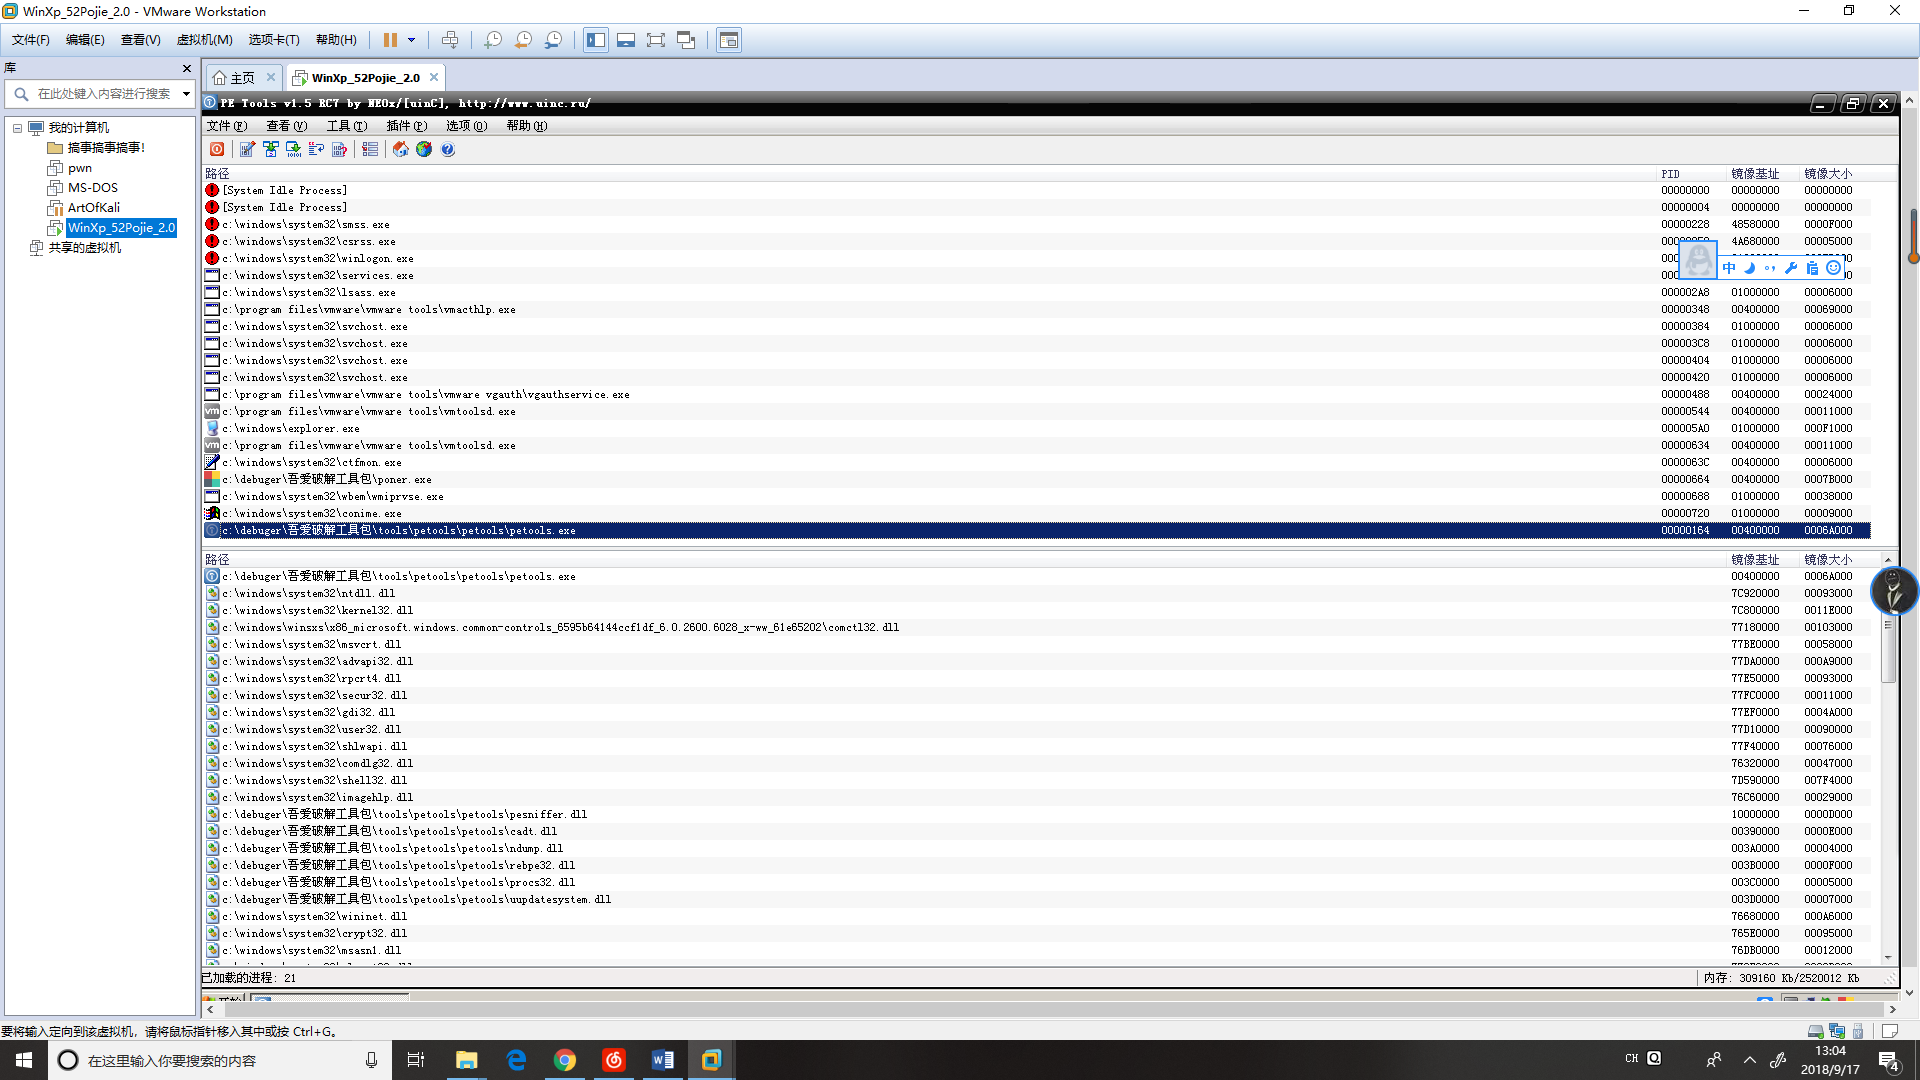 WinXp_52Pojie_2.0 - VMware Workstation
文件(F) 编辑(E) 查看(V) 虚拟机(M) 选项卡(T) 帮助(H)
库
在此处键入内容进行搜索
我的计算机
搞事搞事搞事!
pwn
MS-DOS
ArtOfKali
WinXp_52Pojie_2.0
共享的虚拟机
主页 WinXp_52Pojie_2.0
PE Tools v1.5 RC7 by NEOx/[uinC], http://www.uinc.ru/
文件(F) 查看(V) 工具(T) 插件(P) 选项(O) 帮助(H)
路径 PID 镜像基址 镜像大小
[System Idle Process] 00000000 00000000 00000000
[System Idle Process] 00000004 00000000 00000000
c:\windows\system32\smss.exe 00000228 48580000 0000F000
c:\windows\system32\csrss.exe 4A680000 00005000
c:\windows\system32\winlogon.exe
c:\windows\system32\services.exe
中
c:\windows\system32\lsass.exe 000002A8 01000000 00006000
c:\program files\vmware\vmware tools\vmacthlp.exe 00000348 00400000 00069000
c:\windows\system32\svchost.exe 00000384 01000000 00006000
c:\windows\system32\svchost.exe 000003C8 01000000 00006000
c:\windows\system32\svchost.exe 00000404 01000000 00006000
c:\windows\system32\svchost.exe 00000420 01000000 00006000
c:\program files\vmware\vmware tools\vmware vgauth\vgauthservice.exe 00000488 00400000 00024000
c:\program files\vmware\vmware tools\vmtoolsd.exe 00000544 00400000 00011000
c:\windows\explorer.exe 000005A0 01000000 000F1000
c:\program files\vmware\vmware tools\vmtoolsd.exe 00000634 00400000 00011000
c:\windows\system32\ctfmon.exe 0000063C 00400000 00006000
c:\debuger\吾爱破解工具包\poner.exe 00000664 00400000 0007B000
c:\windows\system32\wbem\wmiprvse.exe 00000688 01000000 00038000
c:\windows\system32\conime.exe 00000720 01000000 00009000
c:\debuger\吾爱破解工具包\tools\petools\petools\petools.exe 00000164 00400000 0006A000
路径 镜像基址 镜像大小
c:\debuger\吾爱破解工具包\tools\petools\petools\petools.exe 00400000 0006A000
c:\windows\system32\ntdll.dll 7C920000 00093000
c:\windows\system32\kernel32.dll 7C800000 0011E000
c:\windows\winsxs\x86_microsoft.windows.common-controls_6595b64144ccf1df_6.0.2600.6028_x-ww_61e65202\comctl32.dll 77180000 00103000
c:\windows\system32\msvcrt.dll 77BE0000 00058000
c:\windows\system32\advapi32.dll 77DA0000 000A9000
c:\windows\system32\rpcrt4.dll 77E50000 00093000
c:\windows\system32\secur32.dll 77FC0000 00011000
c:\windows\system32\gdi32.dll 77EF0000 0004A000
c:\windows\system32\user32.dll 77D10000 00090000
c:\windows\system32\shlwapi.dll 77F40000 00076000
c:\windows\system32\comdlg32.dll 76320000 00047000
c:\windows\system32\shell32.dll 7D590000 007F4000
c:\windows\system32\imagehlp.dll 76C60000 00029000
c:\debuger\吾爱破解工具包\tools\petools\petools\pesniffer.dll 10000000 0000D000
c:\debuger\吾爱破解工具包\tools\petools\petools\cadt.dll 00390000 0000E000
c:\debuger\吾爱破解工具包\tools\petools\petools\ndump.dll 003A0000 00004000
c:\debuger\吾爱破解工具包\tools\petools\petools\rebpe32.dll 003B0000 0000F000
c:\debuger\吾爱破解工具包\tools\petools\petools\procs32.dll 003C0000 00005000
c:\debuger\吾爱破解工具包\tools\petools\petools\uupdatesystem.dll 003D0000 00007000
c:\windows\system32\wininet.dll 76680000 000A6000
c:\windows\system32\crypt32.dll 765E0000 00095000
c:\windows\system32\msasn1.dll 76DB0000 00012000
已加载的进程: 21 内存: 309160 Kb/2520012 Kb
要将输入定向到该虚拟机，请将鼠标指针移入其中或按 Ctrl+G。
在这里输入你要搜索的内容
CH
13:04
2018/9/17
4